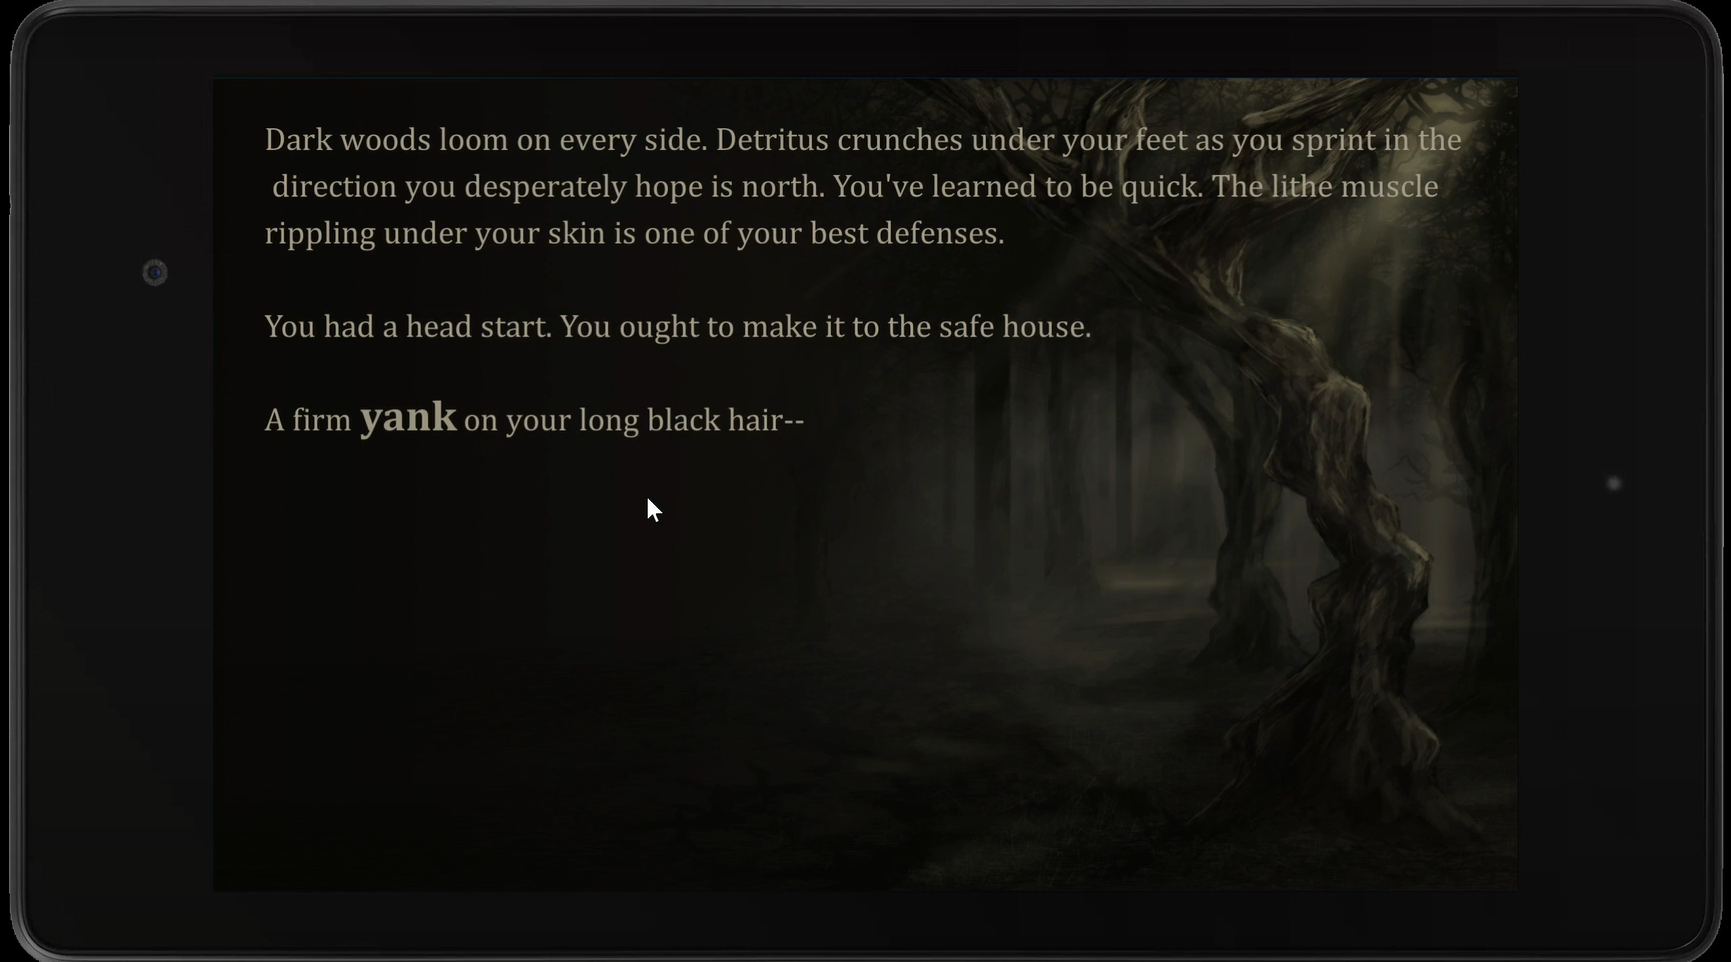 Dark woods loom on every side. Detritus crunches under your feet as you sprint in the
direction you desperately hope is north. You've learned to be quick. The lithe muscle
rippling under your skin is one of your best defenses.
You had a head start. You ought to make it to the safe house.
A firm yank on your long black hair--